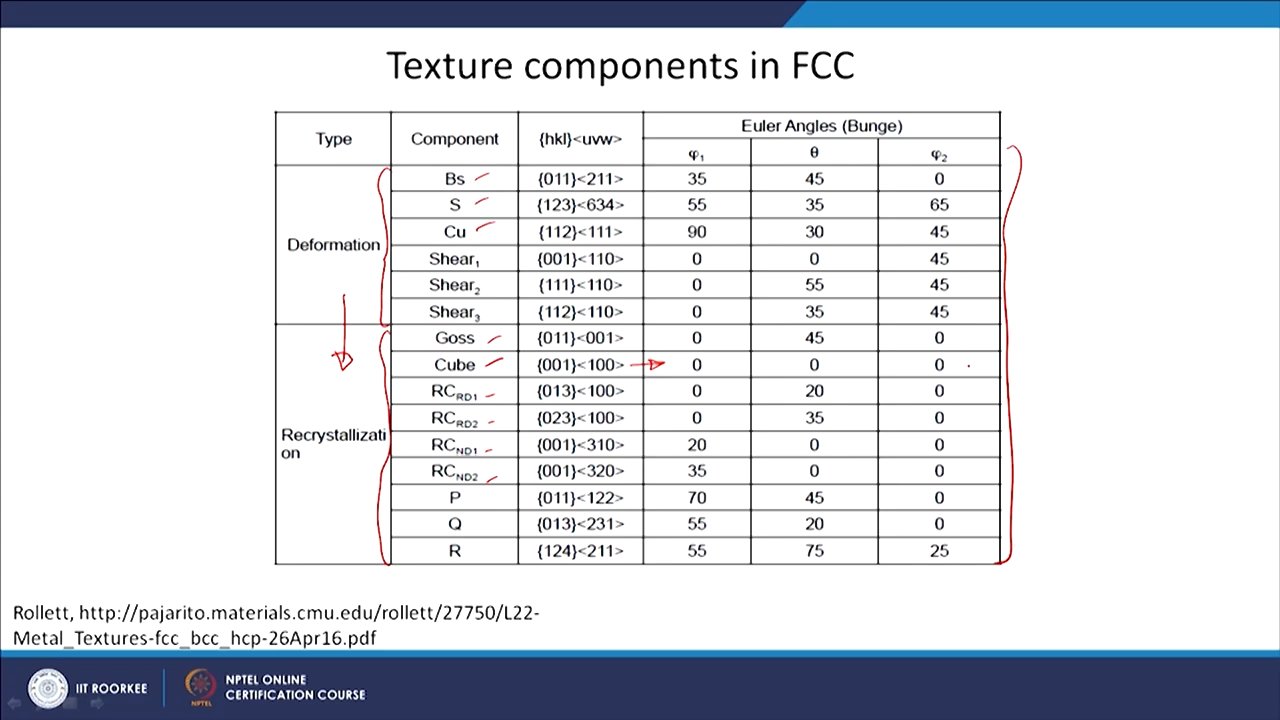 Texture components in FCC
Type Component {hkl}<uvw> Euler Angles (Bunge)
φ₁ θ φ₂
Deformation
Bs {011}<211> 35 45 0
S {123}<634> 55 35 65
Cu {112}<111> 90 30 45
Shear₁ {001}<110> 0 0 45
Shear₂ {111}<110> 0 55 45
Shear₃ {112}<110> 0 35 45
Recrystallizati
on
Goss {011}<001> 0 45 0
Cube {001}<100> 0 0 0
RC_RD1 {013}<100> 0 20 0
RC_RD2 {023}<100> 0 35 0
RC_ND1 {001}<310> 20 0 0
RC_ND2 {001}<320> 35 0 0
P {011}<122> 70 45 0
Q {013}<231> 55 20 0
R {124}<211> 55 75 25
Rollett, http://pajarito.materials.cmu.edu/rollett/27750/L22-
Metal_Textures-fcc_bcc_hcp-26Apr16.pdf
IIT ROORKEE
NPTEL
NPTEL ONLINE
CERTIFICATION COURSE